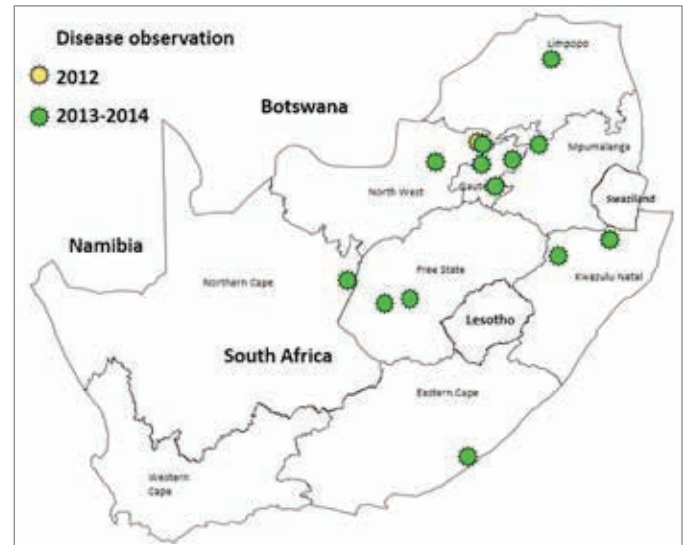 Disease observation
2012
2013-2014
Limpopo
Botswana
Mpumalanga
North West
Swaziland
Namibia
Northern Cape
Free State
Kwazulu Natal
Lesotho
South Africa
Eastern Cape
Western
Cape